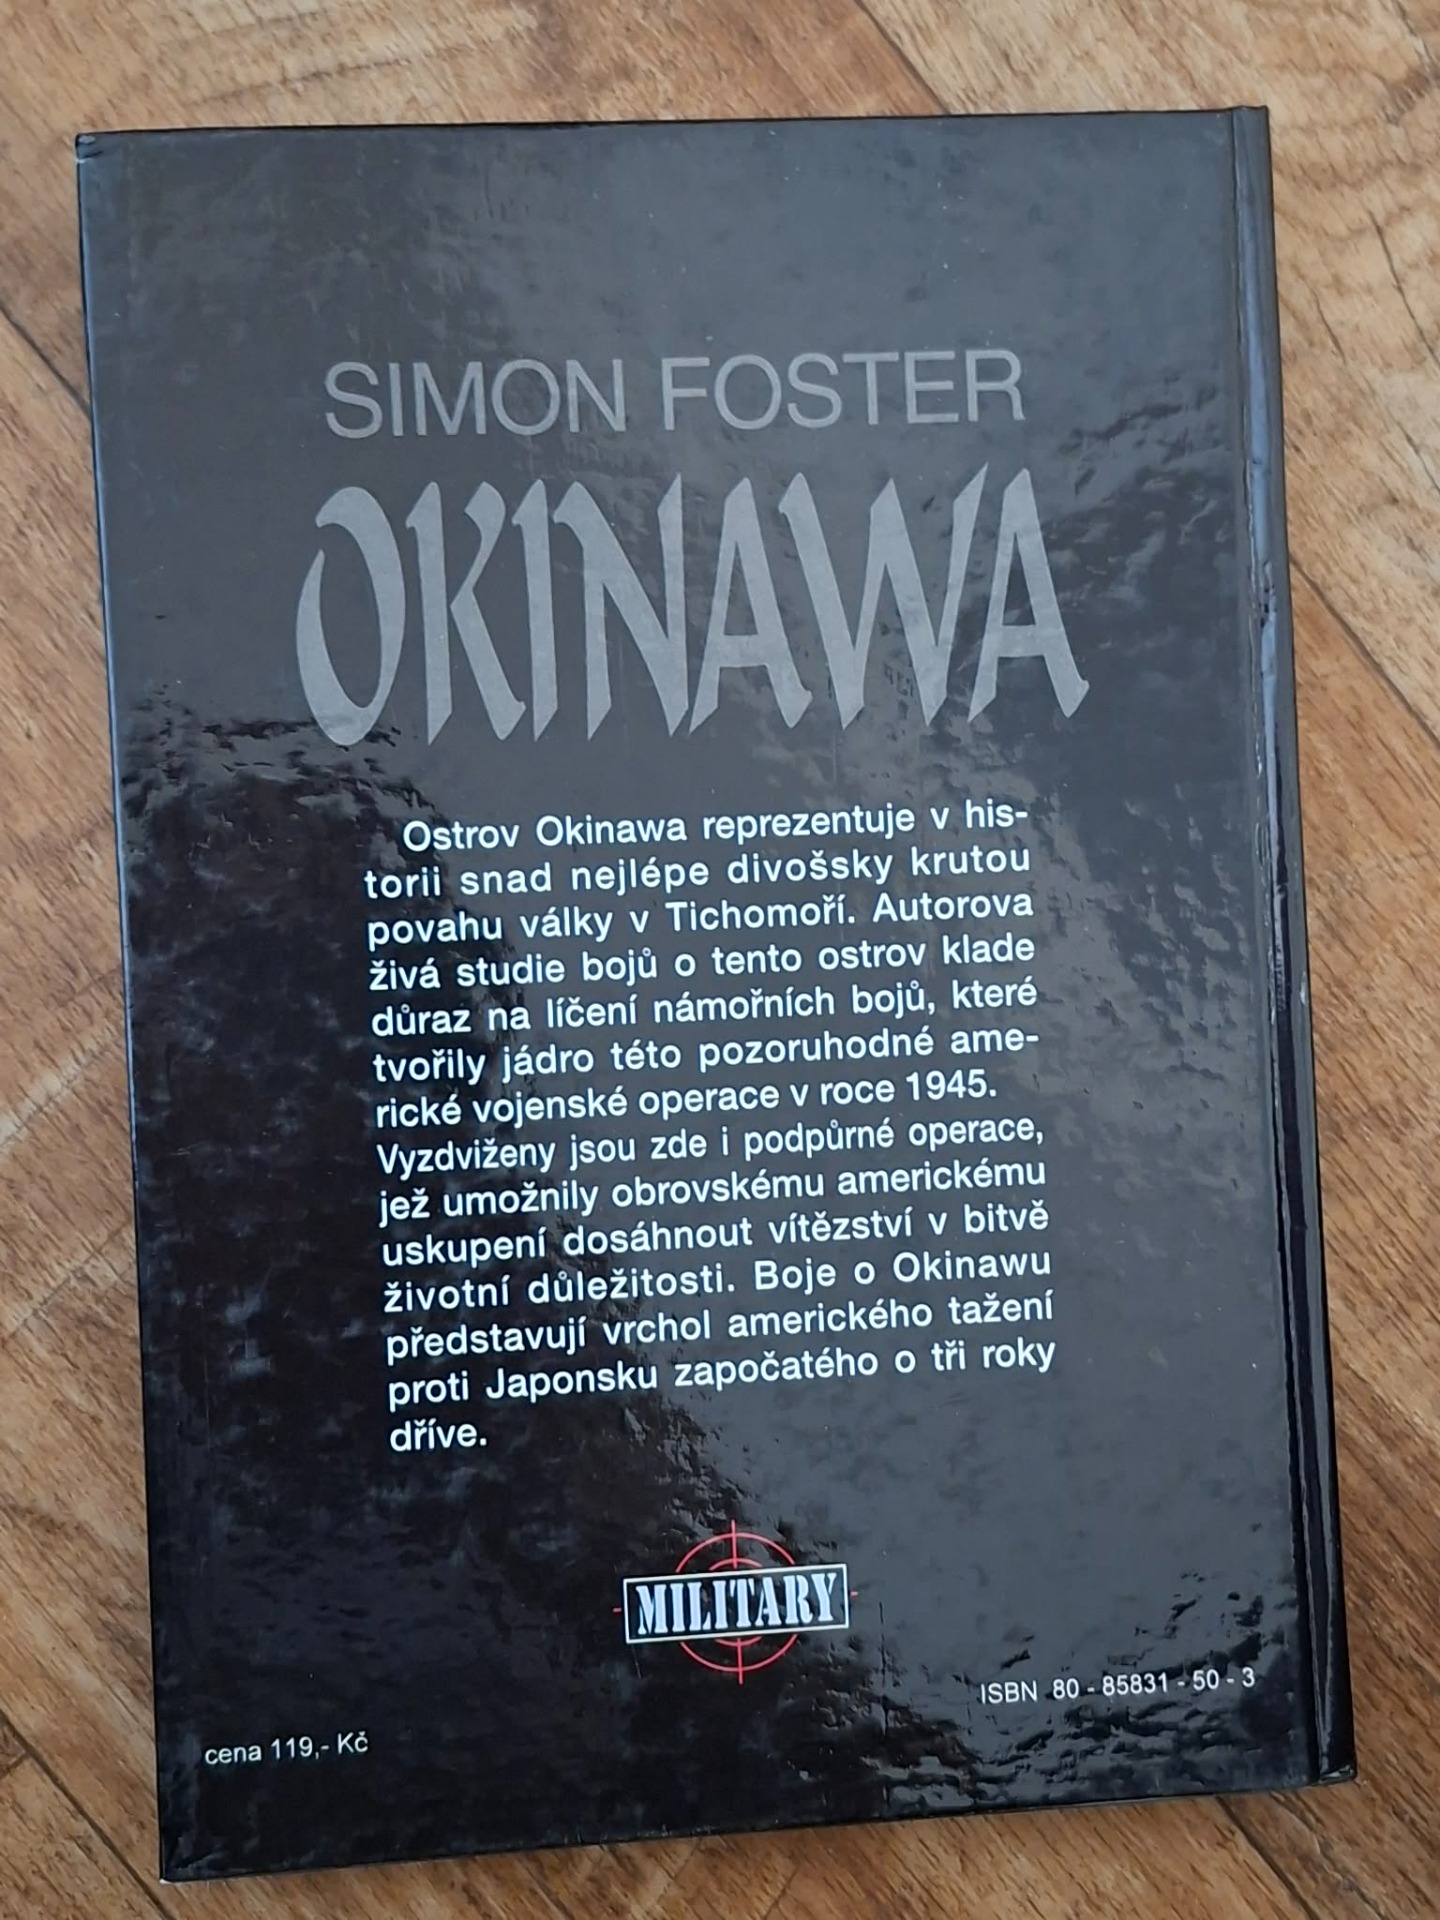 SIMON FOSTER
OKINAWA
Ostrov Okinawa reprezentuje v his-
torii snad nejlépe divošsky krutou
povahu války v Tichomoří. Autorova
živá studie bojů o tento ostrov klade
důraz na líčení námořních bojů, které
tvořily jádro této pozoruhodné ame-
rické vojenské operace v roce 1945.
Vyzdviženy jsou zde i podpůrné operace,
jež umožnily obrovskému americkému
uskupení dosáhnout vítězství v bitvě
životní důležitosti. Boje o Okinawu
představují vrchol amerického tažení
proti Japonsku započatého o tři roky
dříve.
MILITARY
ISBN 80 - 85831 - 50 - 3
cena 119,- Kč